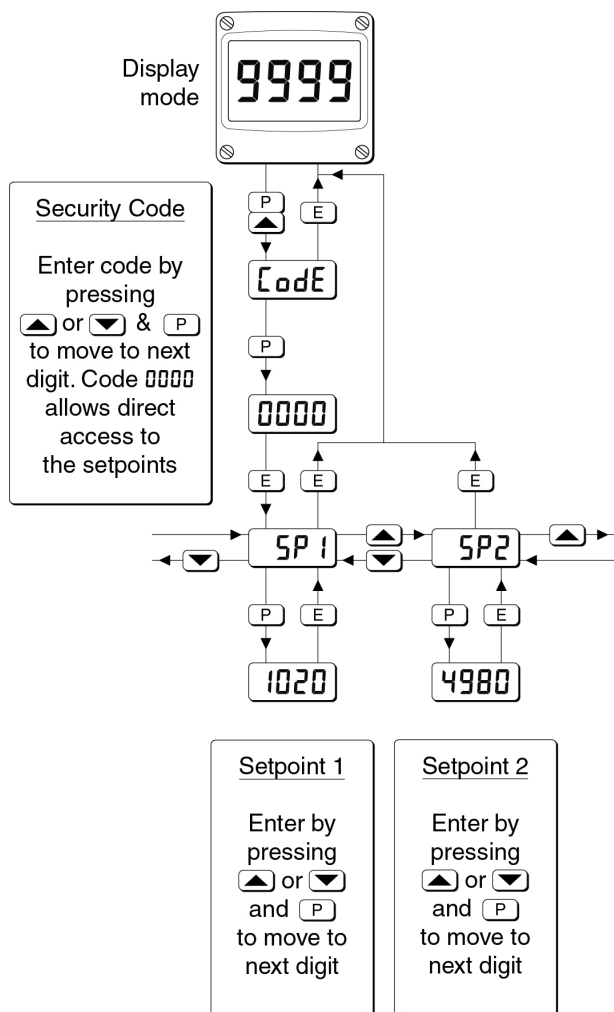 Display
mode
9999
P
E
Security Code
Enter code by
pressing
▲ or ▼ & P
to move to next
digit. Code 0000
allows direct
access to
the setpoints
CodE
P
0000
E
E
E
SP1
SP2
P
E
P
E
1020
4980
Setpoint 1
Enter by
pressing
▲ or ▼
and P
to move to
next digit
Setpoint 2
Enter by
pressing
▲ or ▼
and P
to move to
next digit